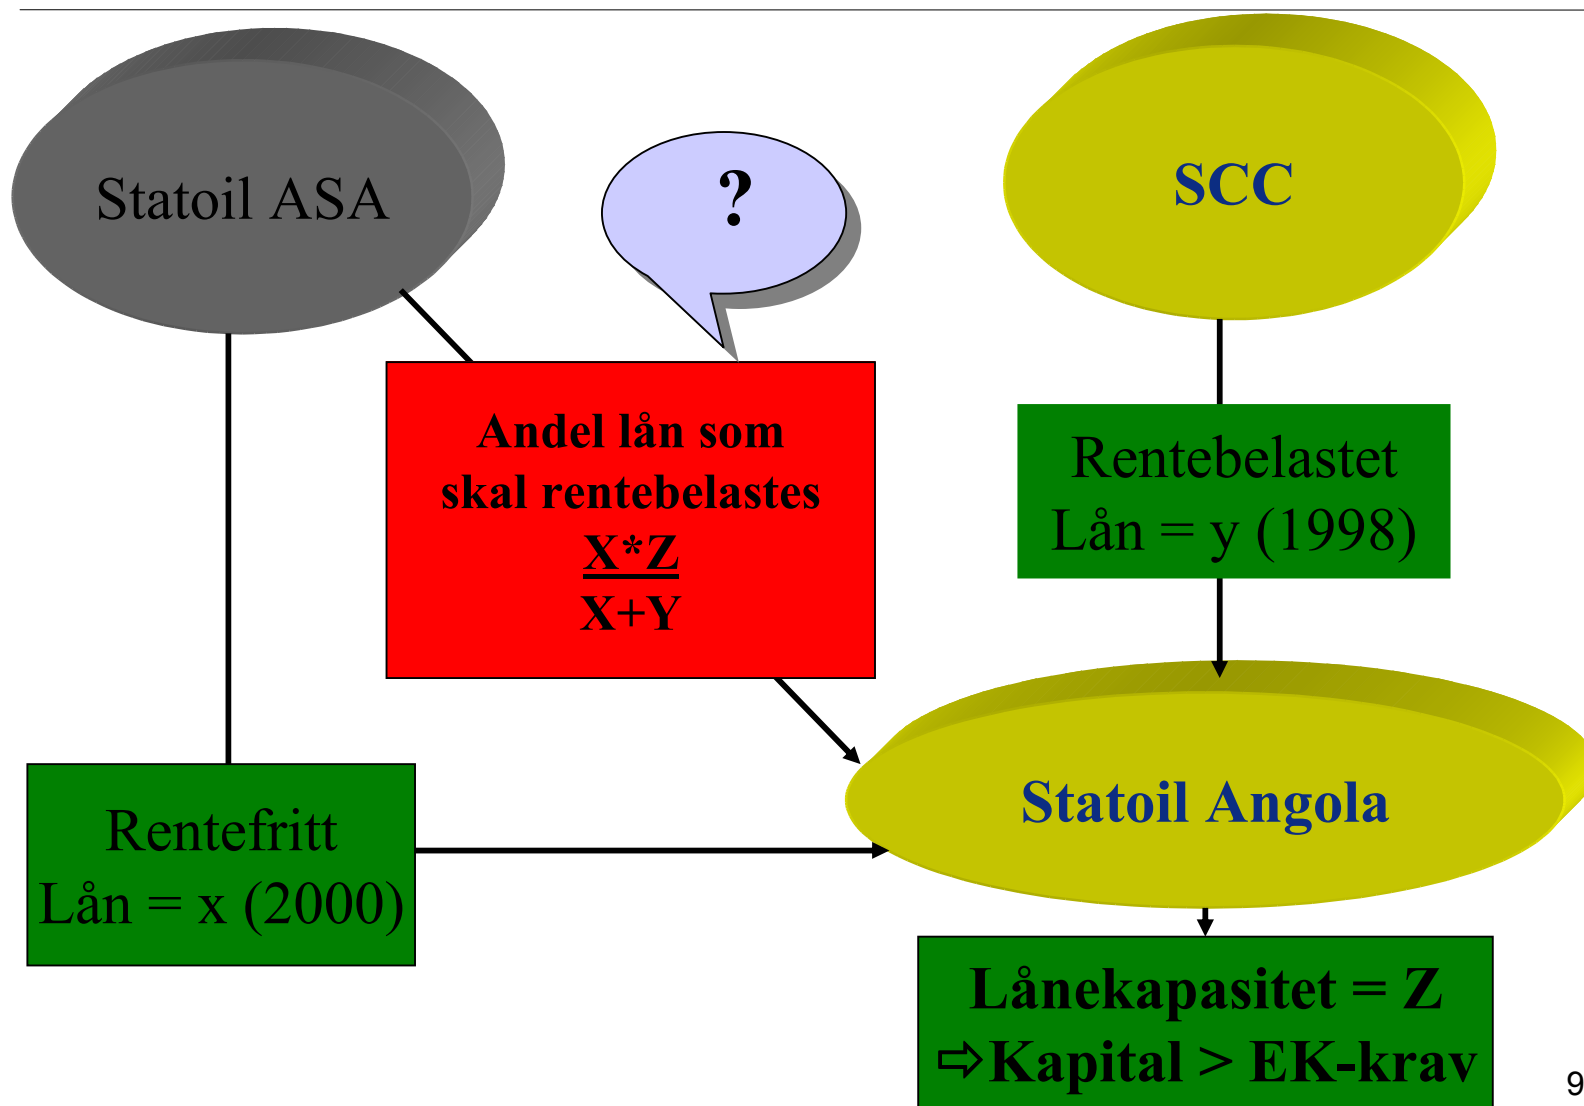 Statoil ASA
?
SCC
Andel lån som
skal rentebelastes
X*Z
X+Y
Rentebelastet
Lån = y (1998)
Statoil Angola
Rentefritt
Lån = x (2000)
Lånekapasitet = Z
⇨Kapital > EK-krav
9